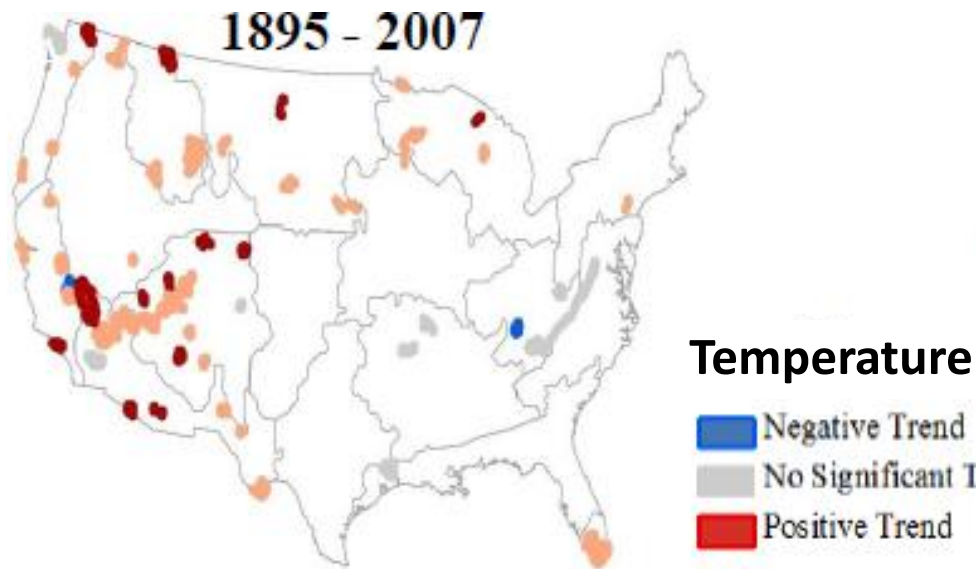 1895 - 2007
Temperature
Negative Trend
No Significant T
Positive Trend